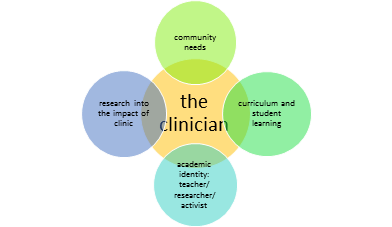 community
needs
research into
the impact of
clinic
the
clinician
curriculum and
student
learning
academic
identity:
teacher/
researcher/
activist